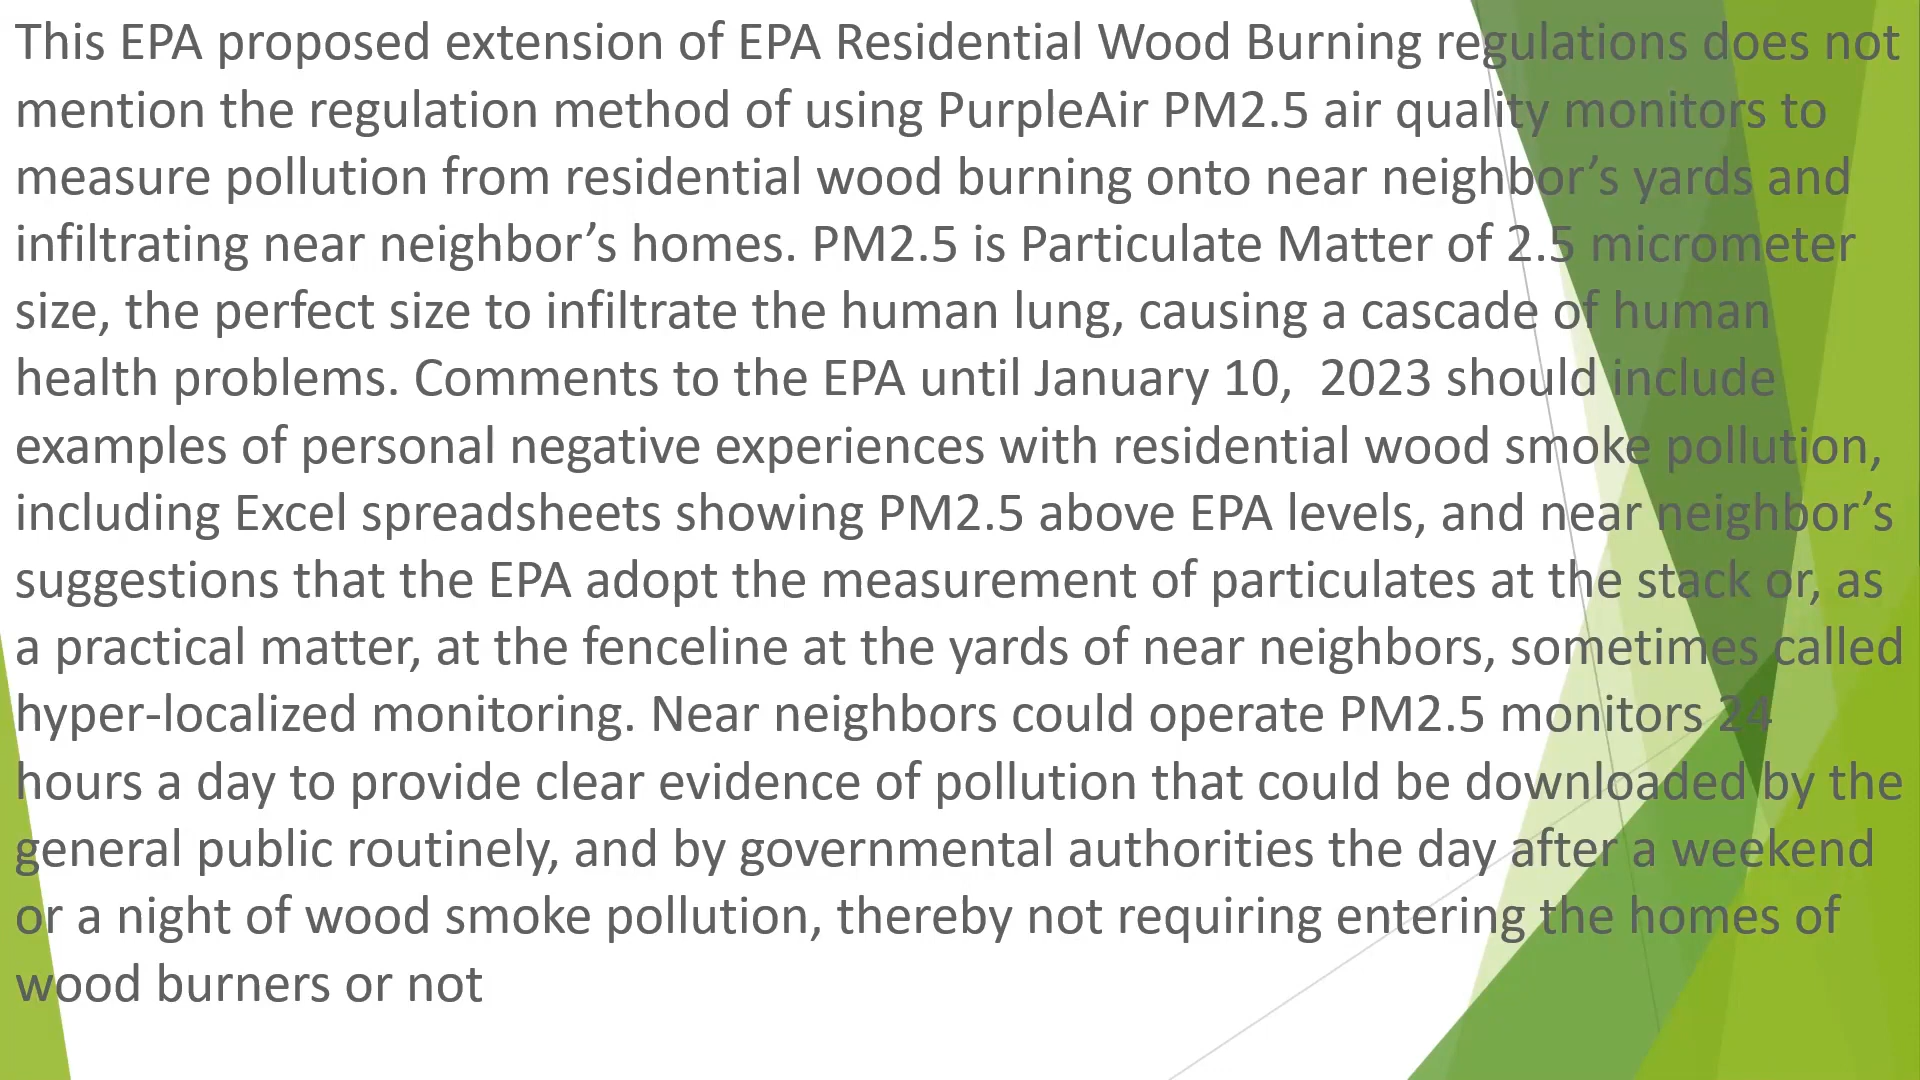 This EPA proposed extension of EPA Residential Wood Burning regulations does not
mention the regulation method of using PurpleAir PM2.5 air quality monitors to
measure pollution from residential wood burning onto near neighbor’s yards and
infiltrating near neighbor’s homes. PM2.5 is Particulate Matter of 2.5 micrometer
size, the perfect size to infiltrate the human lung, causing a cascade of human
health problems. Comments to the EPA until January 10,  2023 should include
examples of personal negative experiences with residential wood smoke pollution,
including Excel spreadsheets showing PM2.5 above EPA levels, and near neighbor’s
suggestions that the EPA adopt the measurement of particulates at the stack or, as
a practical matter, at the fenceline at the yards of near neighbors, sometimes called
hyper-localized monitoring. Near neighbors could operate PM2.5 monitors 24
hours a day to provide clear evidence of pollution that could be downloaded by the
general public routinely, and by governmental authorities the day after a weekend
or a night of wood smoke pollution, thereby not requiring entering the homes of
wood burners or not